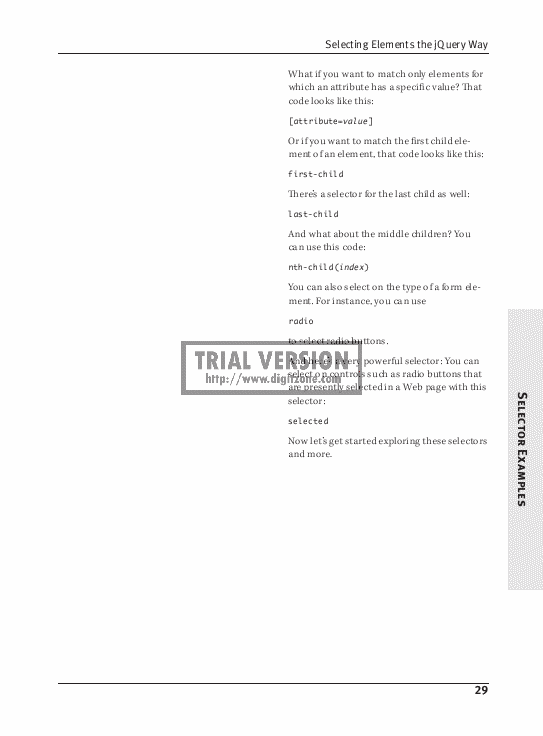 Selecting Elements the jQuery Way
What if you want to match only elements for
which an attribute has a specific value? That
code looks like this:
[attribute=value]
Or if you want to match the first child ele-
ment of an element, that code looks like this:
first-child
There’s a selector for the last child as well:
last-child
And what about the middle children? You
can use this code:
nth-child(index)
You can also select on the type of a form ele-
ment. For instance, you can use
radio
to select radio buttons.
And here’s a very powerful selector: You can
select on controls such as radio buttons that
are presently selected in a Web page with this
selector:
selected
Now let’s get started exploring these selectors
and more.
TRIAL VERSION
http://www.digitzone.com
Selector Examples
29